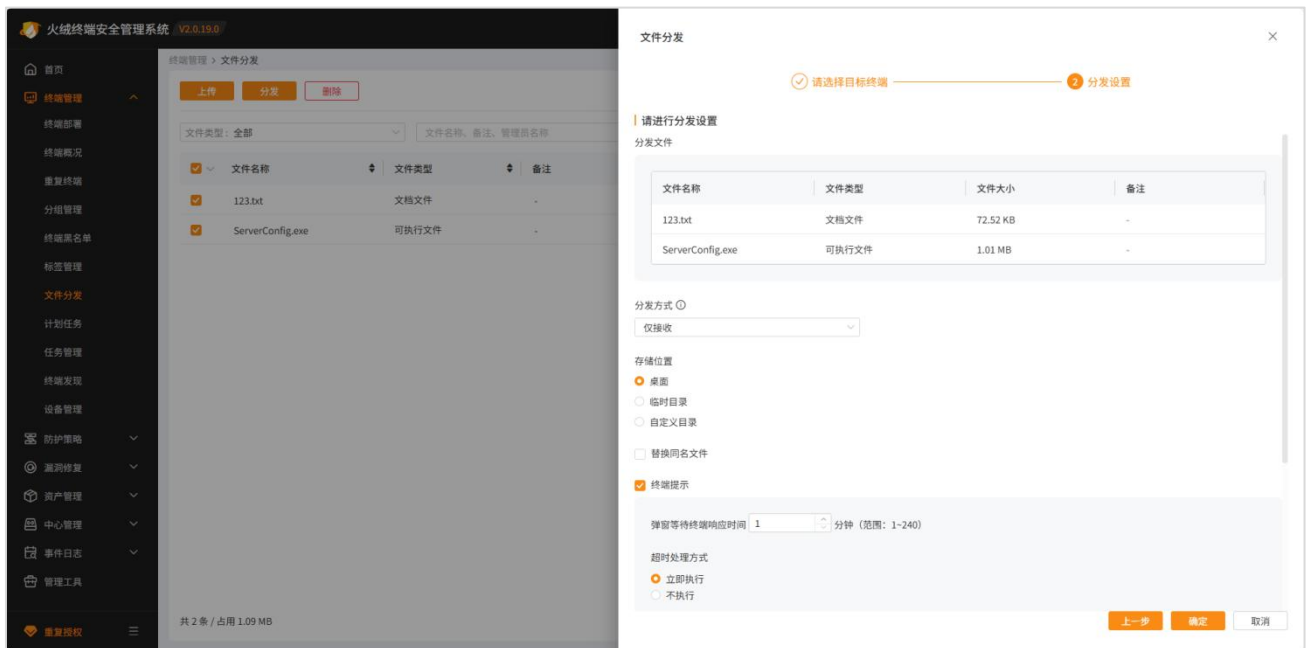 火绒终端安全管理系统 V2.0.19.0
首页
终端管理
终端部署
终端概况
重复终端
分组管理
终端黑名单
标签管理
文件分发
计划任务
任务管理
终端发现
设备管理
防护策略
漏洞修复
资产管理
中心管理
事件日志
管理工具
重复授权
终端管理 > 文件分发
上传 分发 删除
文件类型: 全部 文件名称、备注、管理员名称
文件名称 文件类型 备注
123.txt 文档文件 -
ServerConfig.exe 可执行文件 -
共 2 条 / 占用 1.09 MB
文件分发
请选择目标终端 2 分发设置
请进行分发设置
分发文件
文件名称 文件类型 文件大小 备注
123.txt 文档文件 72.52 KB -
ServerConfig.exe 可执行文件 1.01 MB -
分发方式
仅接收
存储位置
桌面
临时目录
自定义目录
替换同名文件
终端提示
弹窗等待终端响应时间 1 分钟（范围：1~240）
超时处理方式
立即执行
不执行
上一步 确定 取消